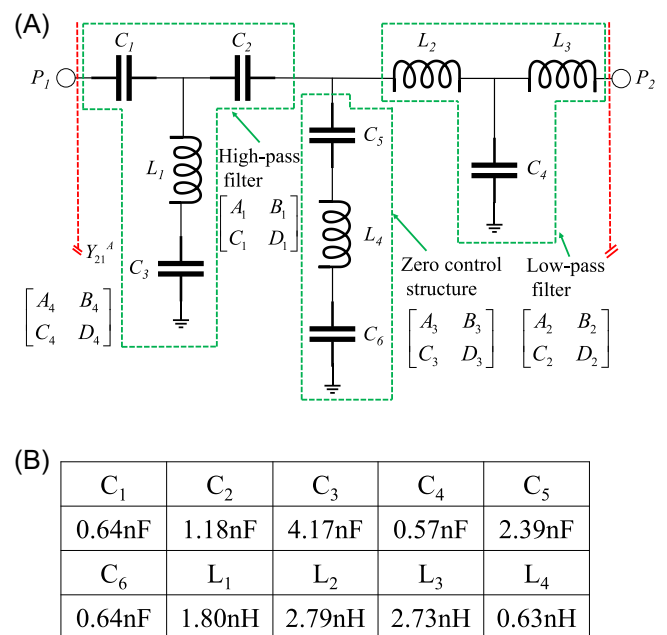 (A)
C₁ C₂ L₂ L₃
P₁ P₂
C₅
L₁ High-pass
filter
[A₁ B₁
C₁ D₁]
C₄
L₄
Y₂₁ᴬ C₃
Zero control
structure
Low-pass
filter
[A₄ B₄
C₄ D₄]
C₆
[A₃ B₃
C₃ D₃]
[A₂ B₂
C₂ D₂]
(B)
C₁ C₂ C₃ C₄ C₅
0.64nF 1.18nF 4.17nF 0.57nF 2.39nF
C₆ L₁ L₂ L₃ L₄
0.64nF 1.80nH 2.79nH 2.73nH 0.63nH